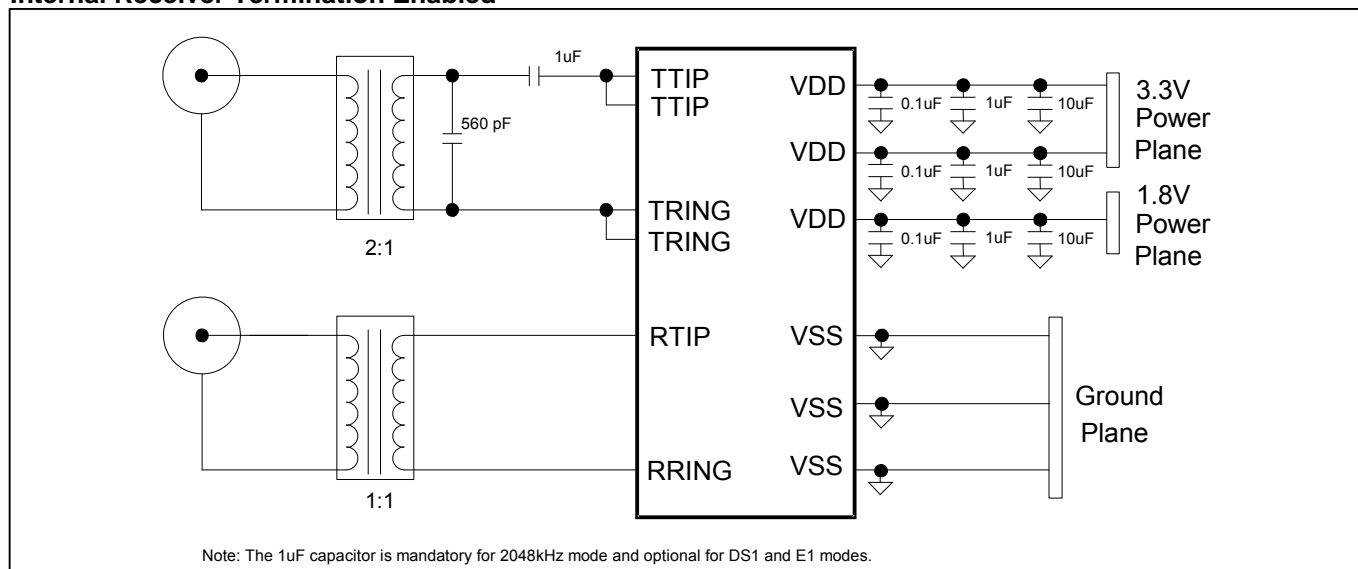 Internal Receiver Termination Enabled
1uF
TTIP
TTIP
560 pF
TRING
TRING
2:1
RTIP
RRING
1:1
VDD
0.1uF
1uF
10uF
VDD
0.1uF
1uF
10uF
3.3V
Power
Plane
VDD
0.1uF
1uF
10uF
1.8V
Power
Plane
VSS
VSS
VSS
Ground
Plane
Note: The 1uF capacitor is mandatory for 2048kHz mode and optional for DS1 and E1 modes.